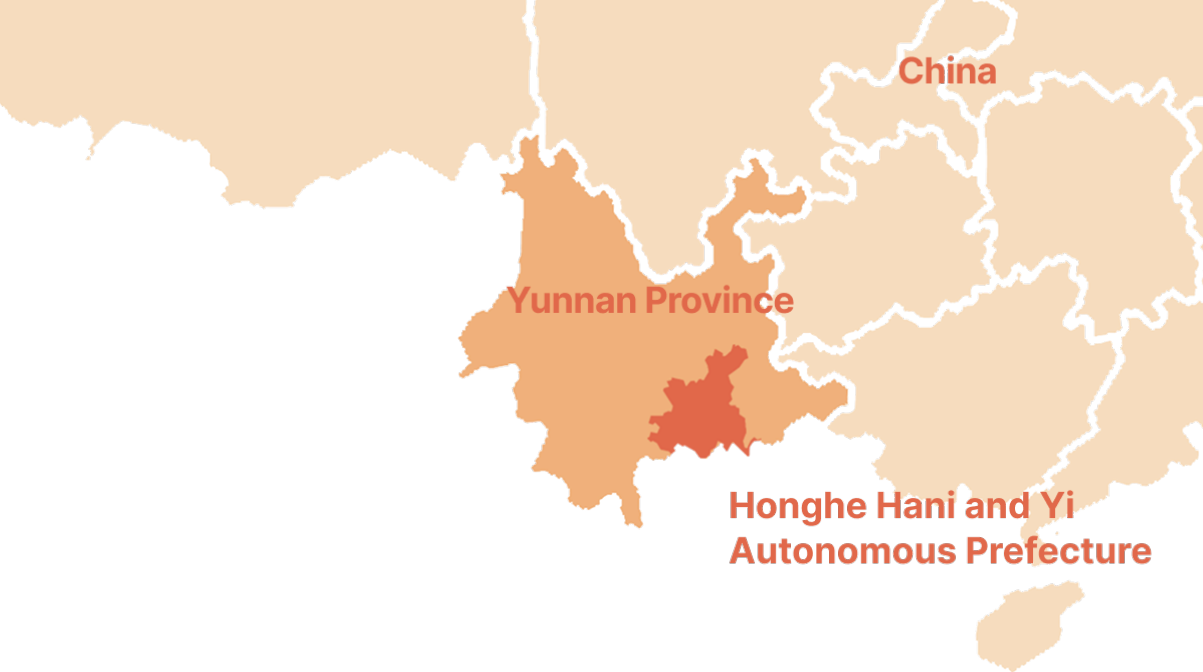 China
Yunnan Province
Honghe Hani and Yi
Autonomous Prefecture